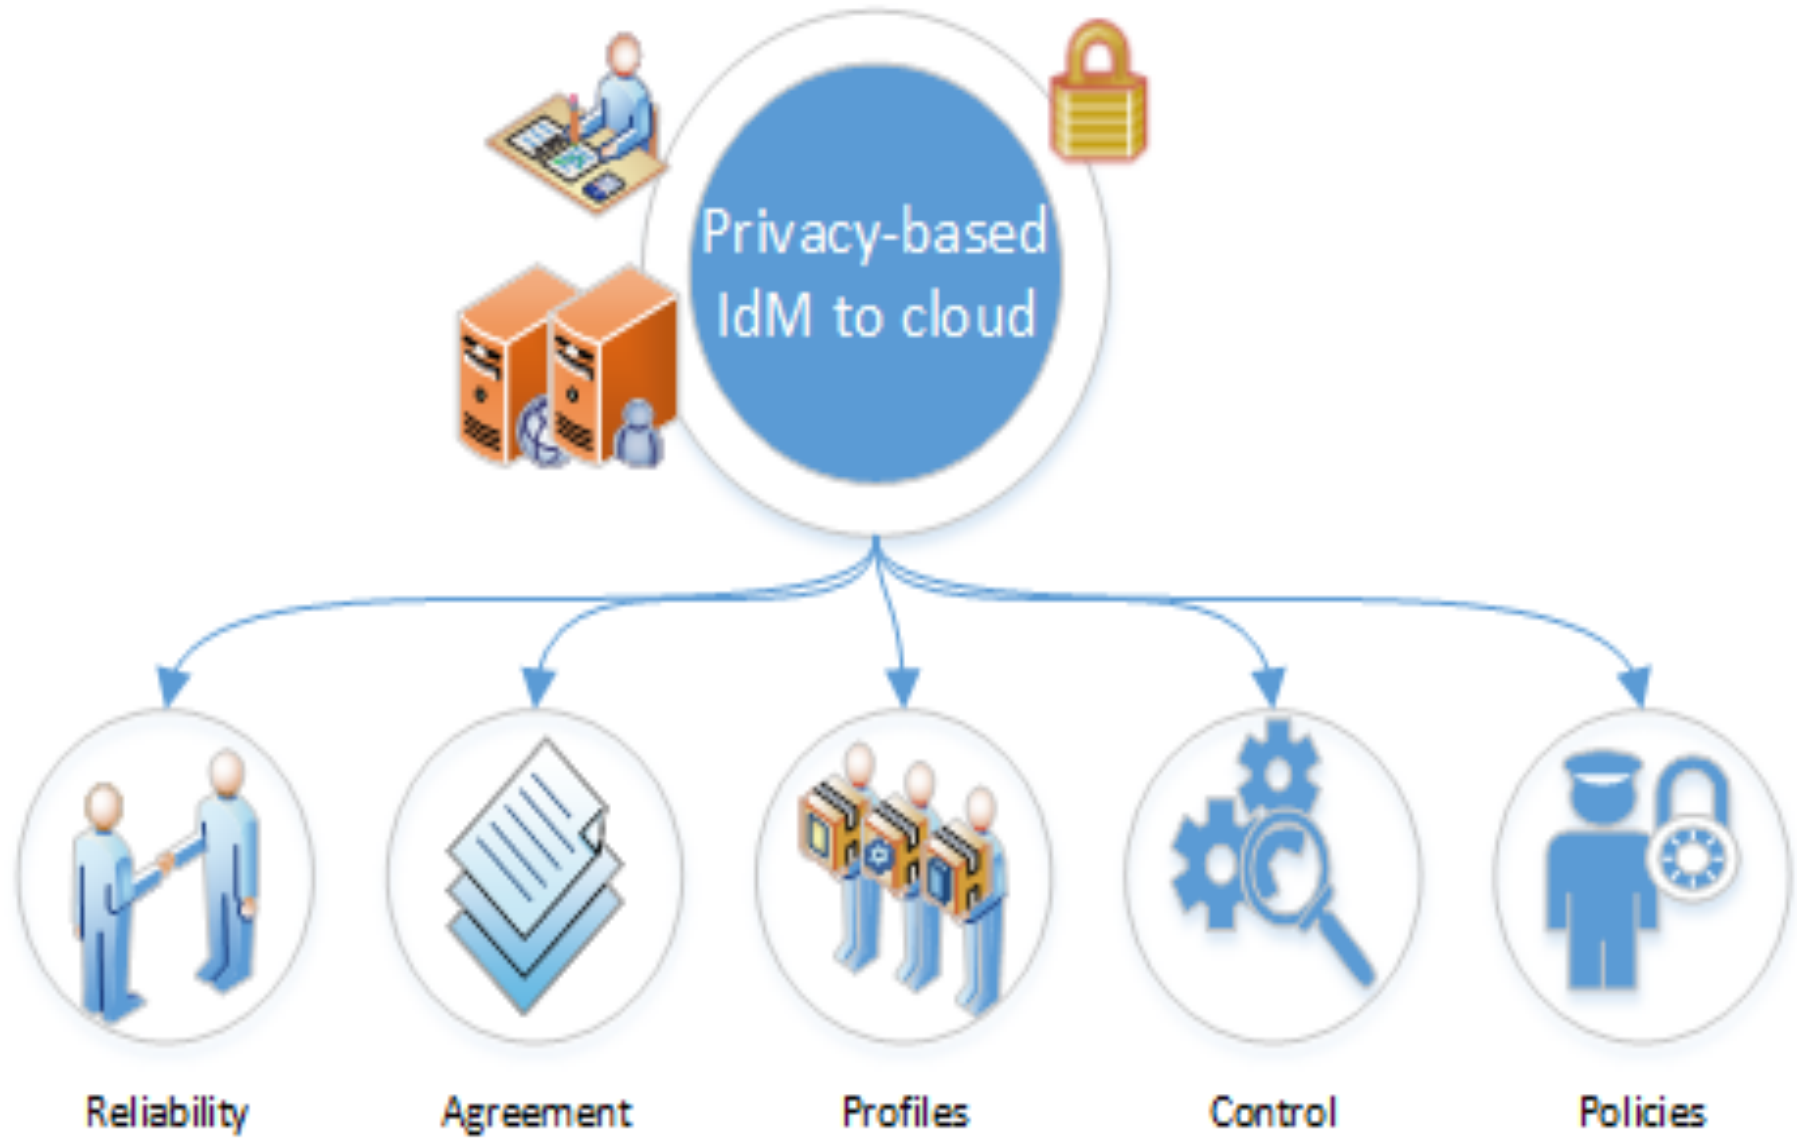 Privacy-based
IdM to cloud
Reliability
Agreement
Profiles
Control
Policies